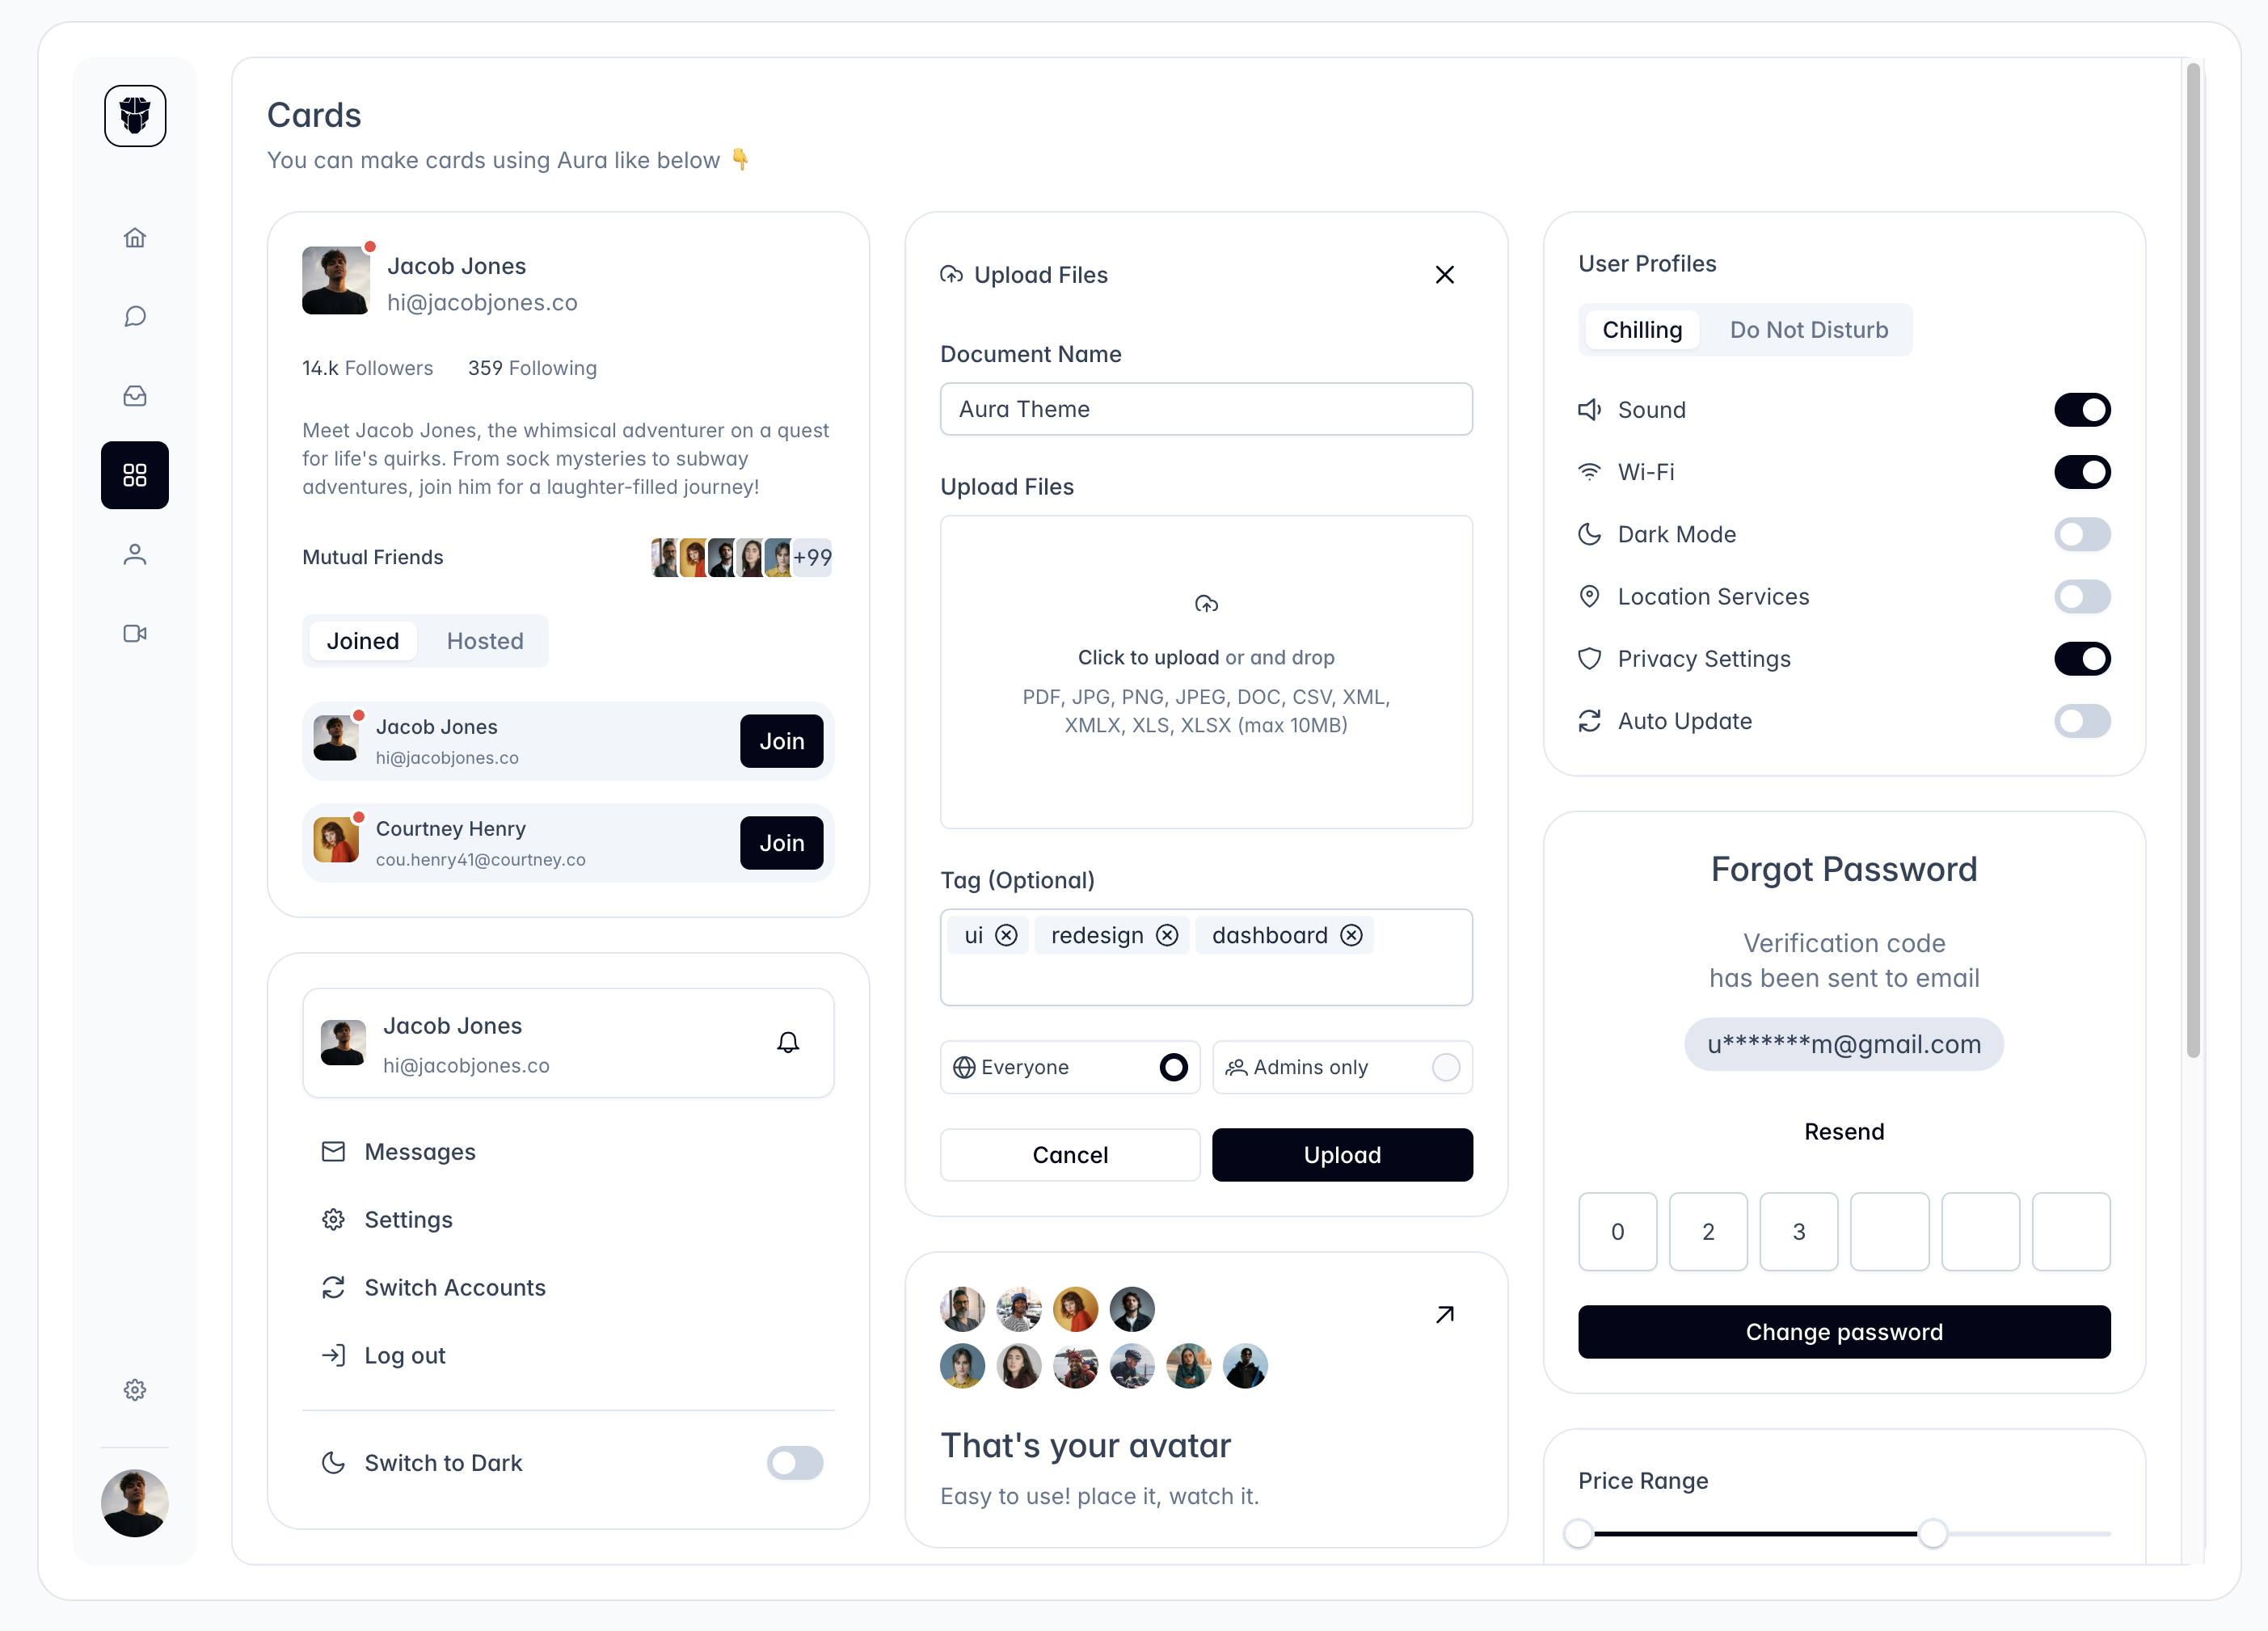 Cards
You can make cards using Aura like below 👇
Jacob Jones
hi@jacobjones.co
14.k Followers 359 Following
Meet Jacob Jones, the whimsical adventurer on a quest
for life's quirks. From sock mysteries to subway
adventures, join him for a laughter-filled journey!
Mutual Friends +99
Joined Hosted
Jacob Jones
hi@jacobjones.co
Join
Courtney Henry
cou.henry41@courtney.co
Join
Jacob Jones
hi@jacobjones.co
Messages
Settings
Switch Accounts
Log out
Switch to Dark
Upload Files
Document Name
Aura Theme
Upload Files
Click to upload or and drop
PDF, JPG, PNG, JPEG, DOC, CSV, XML,
XMLX, XLS, XLSX (max 10MB)
Tag (Optional)
ui redesign dashboard
Everyone Admins only
Cancel Upload
That's your avatar
Easy to use! place it, watch it.
User Profiles
Chilling Do Not Disturb
Sound
Wi-Fi
Dark Mode
Location Services
Privacy Settings
Auto Update
Forgot Password
Verification code
has been sent to email
u*******m@gmail.com
Resend
0 2 3
Change password
Price Range